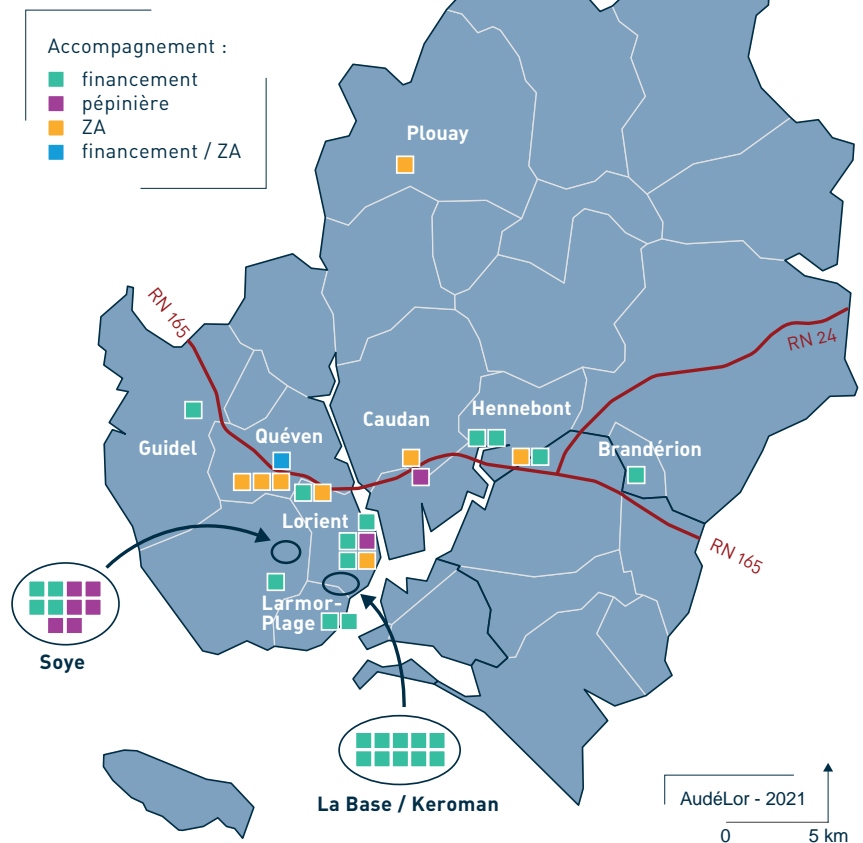 Accompagnement :
financement
pépinière
ZA
financement / ZA
Plouay
RN 165
RN 24
Hennebont
Caudan
Quéven
Guidel
Brandérion
Lorient
RN 165
Larmor-
Plage
Soye
La Base / Keroman
AudéLor - 2021
0 5 km